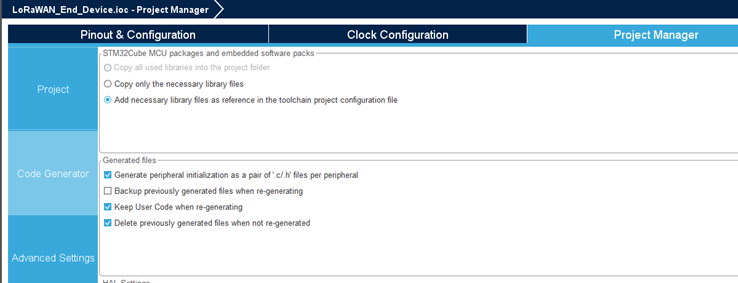 LoRaWAN_End_Device.ioc - Project Manager
Pinout & Configuration
Clock Configuration
Project Manager
STM32Cube MCU packages and embedded software packs
Copy all used libraries into the project folder
Project
Copy only the necessary library files
Add necessary library files as reference in the toolchain project configuration file
Generated files
Code Generator
Generate peripheral initialization as a pair of '.c/.h' files per peripheral
Backup previously generated files when re-generating
Keep User Code when re-generating
Delete previously generated files when not re-generated
Advanced Settings
HAL Settings